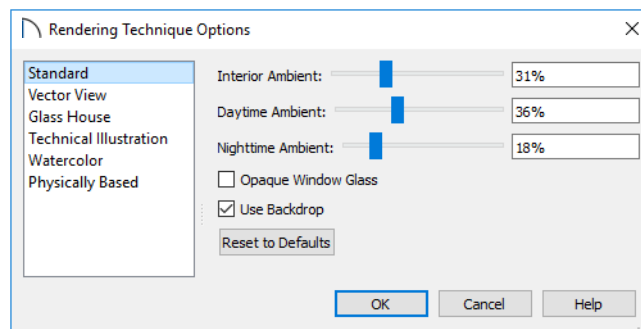 Rendering Technique Options
Standard
Vector View
Glass House
Technical Illustration
Watercolor
Physically Based
Interior Ambient: 31%
Daytime Ambient: 36%
Nighttime Ambient: 18%
Opaque Window Glass
Use Backdrop
Reset to Defaults
OK Cancel Help